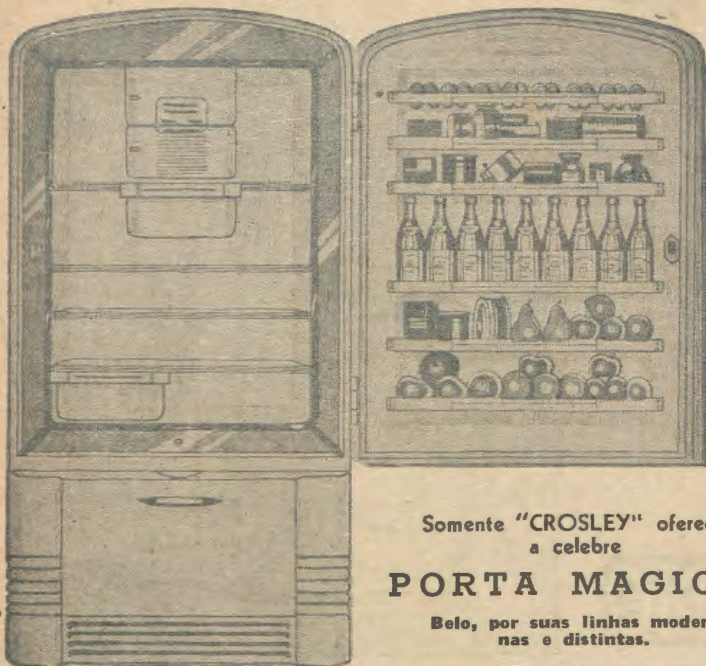 Somente "CROSLEY" oferec
a celebre
PORTA MAGIC
Belo, por suas linhas moder
nas e distintas.